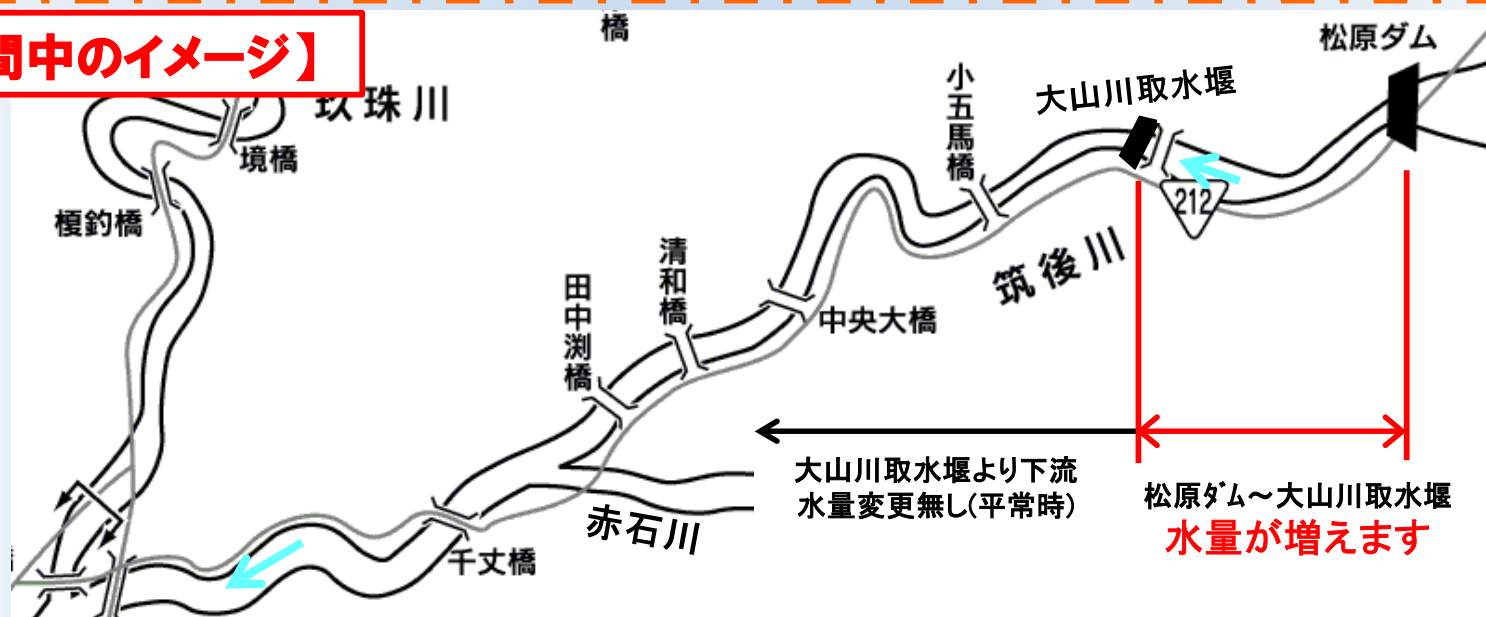 間中のイメージ】
橋
松原ダム
玖珠川
境橋
榎釣橋
小五馬橋
大山川取水堰
212
筑後川
清和橋
田中渕橋
中央大橋
大山川取水堰より下流
水量変更無し(平常時)
松原ダム～大山川取水堰
水量が増えます
赤石川
千丈橋